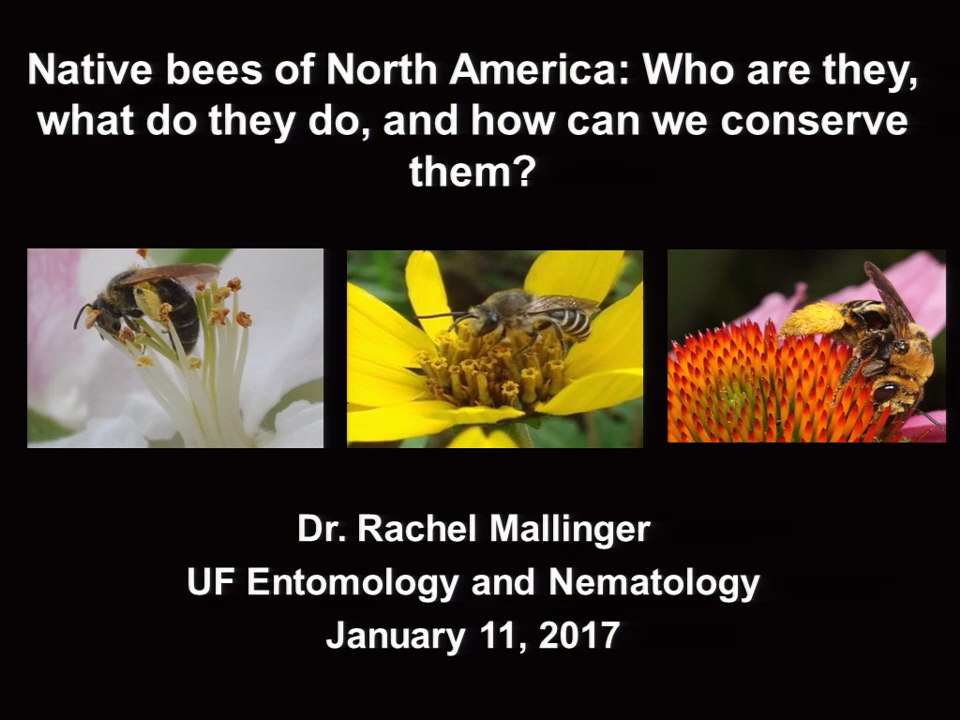 Native bees of North America: Who are they,
what do they do, and how can we conserve
them?
Dr. Rachel Mallinger
UF Entomology and Nematology
January 11, 2017